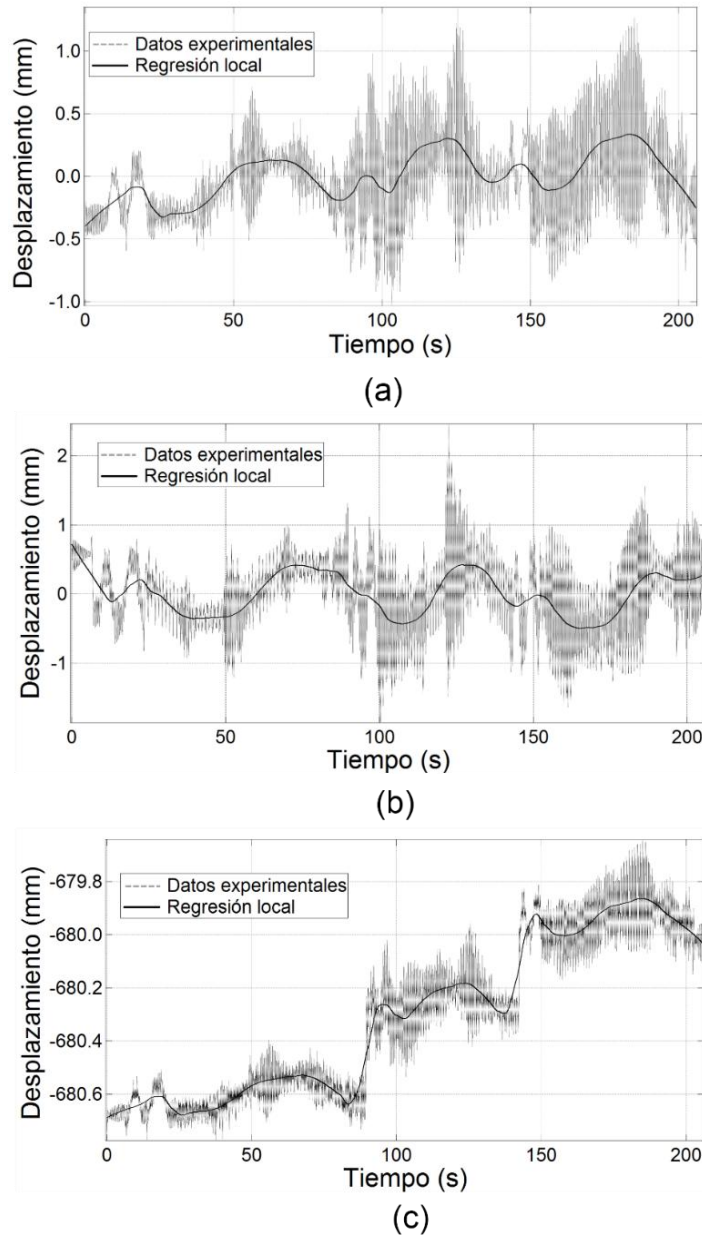 Desplazamiento (mm)
1.0
0.5
0.0
-0.5
-1.0
Datos experimentales
Regresión local
0 50 100 150 200
Tiempo (s)
(a)
Desplazamiento (mm)
2
1
0
-1
Datos experimentales
Regresión local
0 50 100 150 200
Tiempo (s)
(b)
Desplazamiento (mm)
-679.8
-680.0
-680.2
-680.4
-680.6
Datos experimentales
Regresión local
0 50 100 150 200
Tiempo (s)
(c)